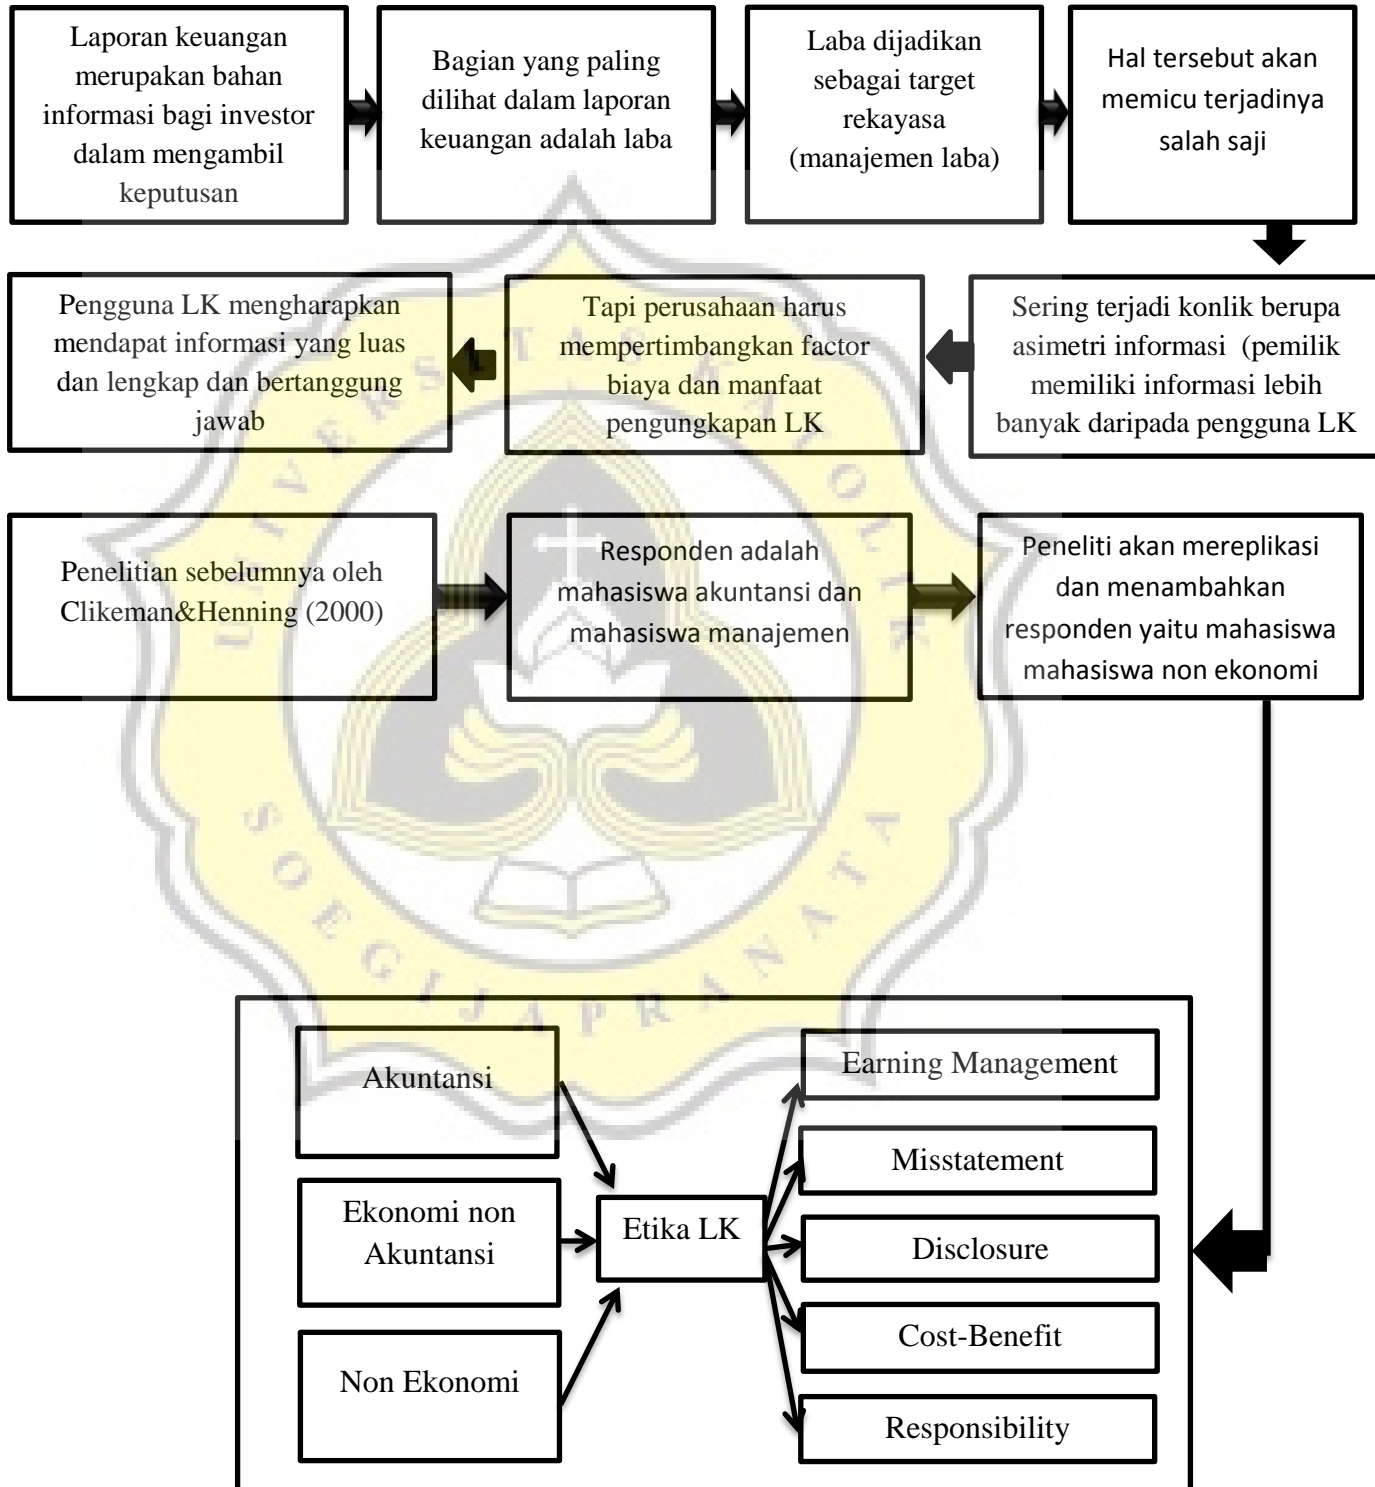 Laporan keuangan
merupakan bahan
informasi bagi investor
dalam mengambil
keputusan
Bagian yang paling
dilihat dalam laporan
keuangan adalah laba
Laba dijadikan
sebagai target
rekayasa
(manajemen laba)
Hal tersebut akan
memicu terjadinya
salah saji
Sering terjadi konlik berupa
asimetri informasi (pemilik
memiliki informasi lebih
banyak daripada pengguna LK
Tapi perusahaan harus
mempertimbangkan factor
biaya dan manfaat
pengungkapan LK
Pengguna LK mengharapkan
mendapat informasi yang luas
dan lengkap dan bertanggung
jawab
Penelitian sebelumnya oleh
Clikeman&Henning (2000)
Responden adalah
mahasiswa akuntansi dan
mahasiswa manajemen
Peneliti akan mereplikasi
dan menambahkan
responden yaitu mahasiswa
mahasiswa non ekonomi
UNIVERSITAS KATOLIK
SOEGIJAPRANATA
Akuntansi
Ekonomi non
Akuntansi
Non Ekonomi
Etika LK
Earning Management
Misstatement
Disclosure
Cost-Benefit
Responsibility